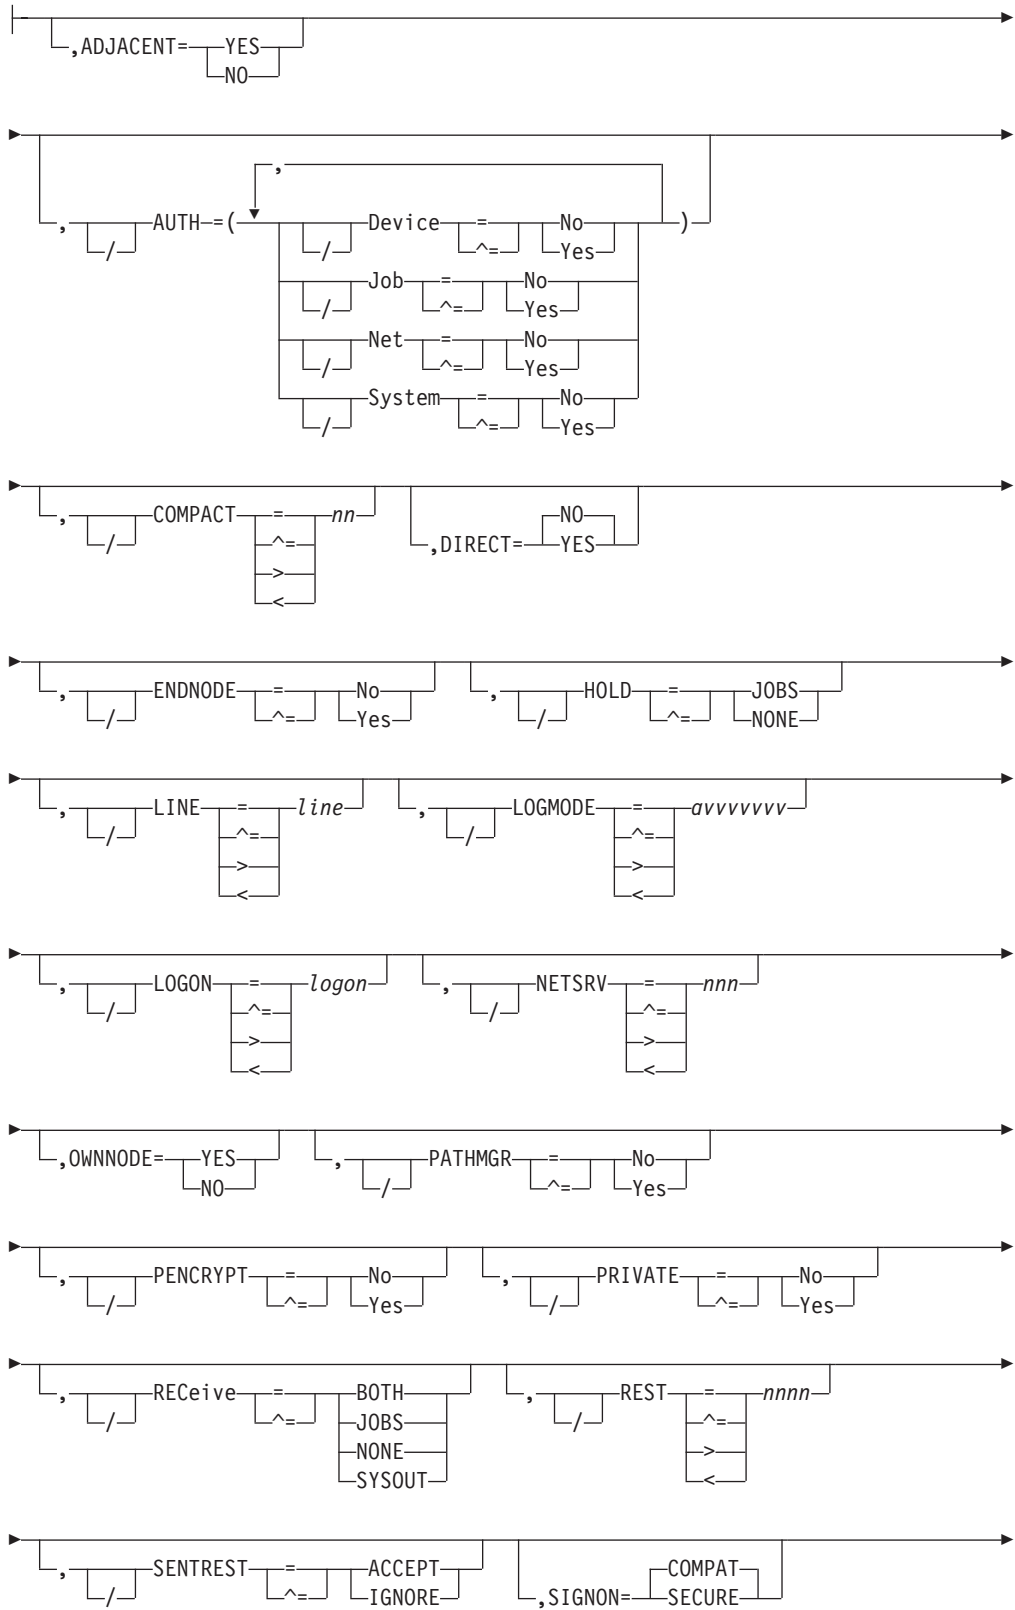 ,ADJACENT= YES
NO
,
, / AUTH =( / Device = ^= No Yes )
/ Job = ^= No Yes
/ Net = ^= No Yes
/ System = ^= No Yes
, / COMPACT = nn ,DIRECT= NO
^= YES
>
<
, / ENDNODE = No , / HOLD = JOBS
^= Yes ^= NONE
, / LINE = line , / LOGMODE = avvvvvvv
^= ^=
> >
< <
, / LOGON = logon , / NETSRV = nnn
^= ^=
> >
< <
,OWNNODE= YES , / PATHMGR = No
NO ^= Yes
, / PENCRYPT = No , / PRIVATE = No
^= Yes ^= Yes
, / RECeive = BOTH , / REST = nnnn
^= JOBS ^=
NONE >
SYSOUT <
, / SENTREST = ACCEPT ,SIGNON= COMPAT
^= IGNORE SECURE